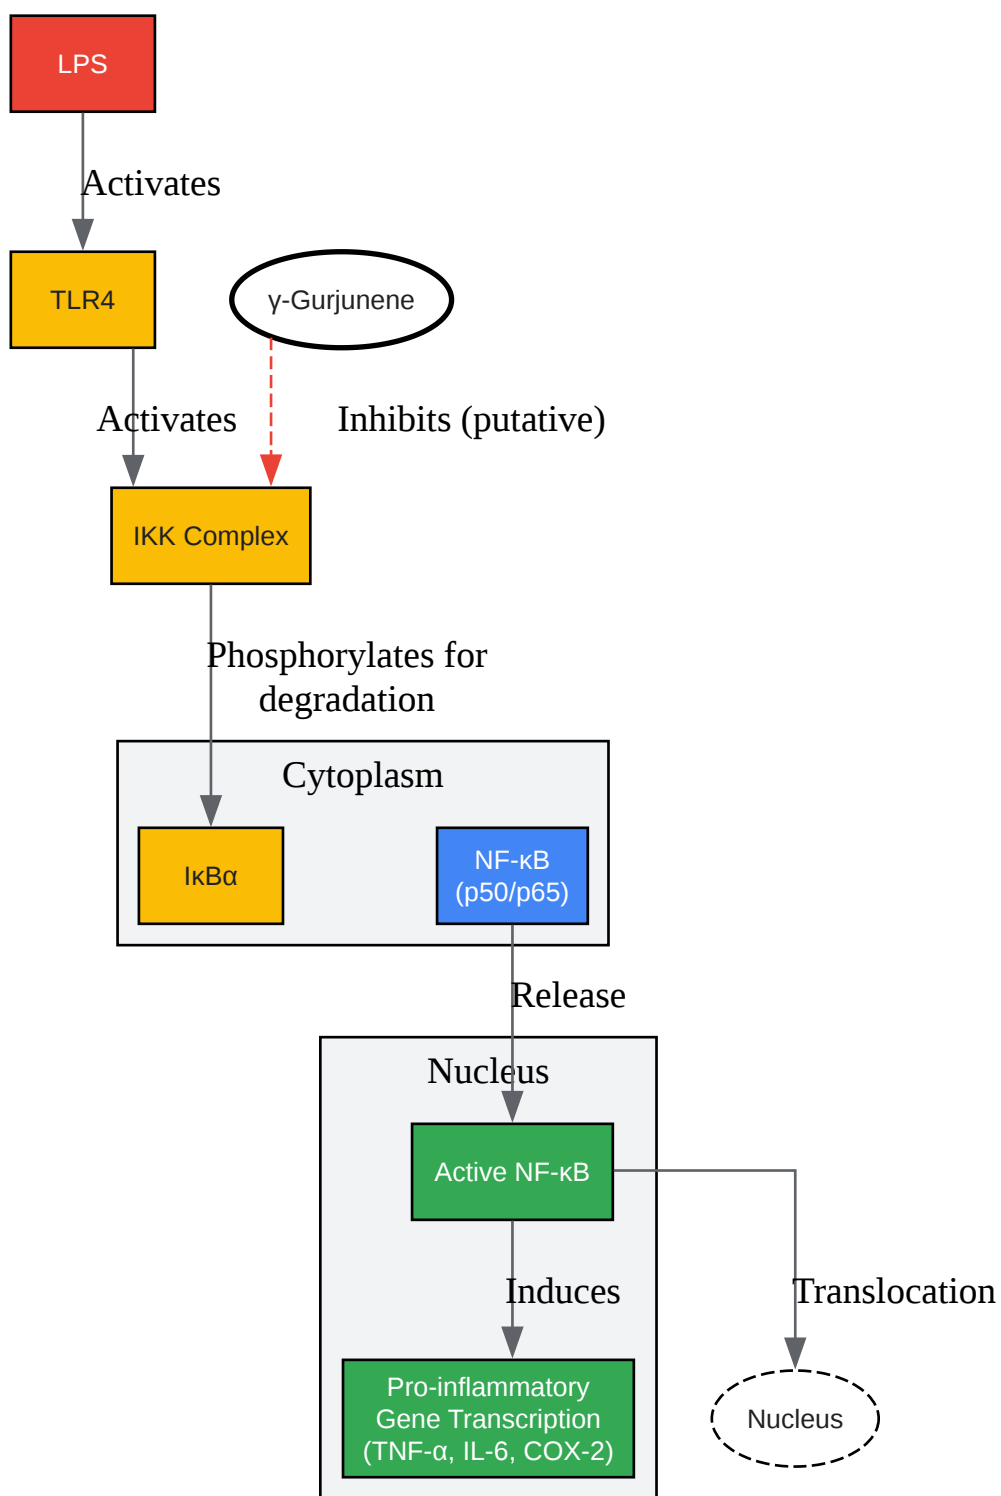 LPS
Activates
TLR4
γ-Gurjunene
Activates
Inhibits (putative)
IKK Complex
Phosphorylates for
degradation
Cytoplasm
IκBα
NF-κB
(p50/p65)
Release
Nucleus
Active NF-κB
Induces
Translocation
Pro-inflammatory
Gene Transcription
(TNF-α, IL-6, COX-2)
Nucleus